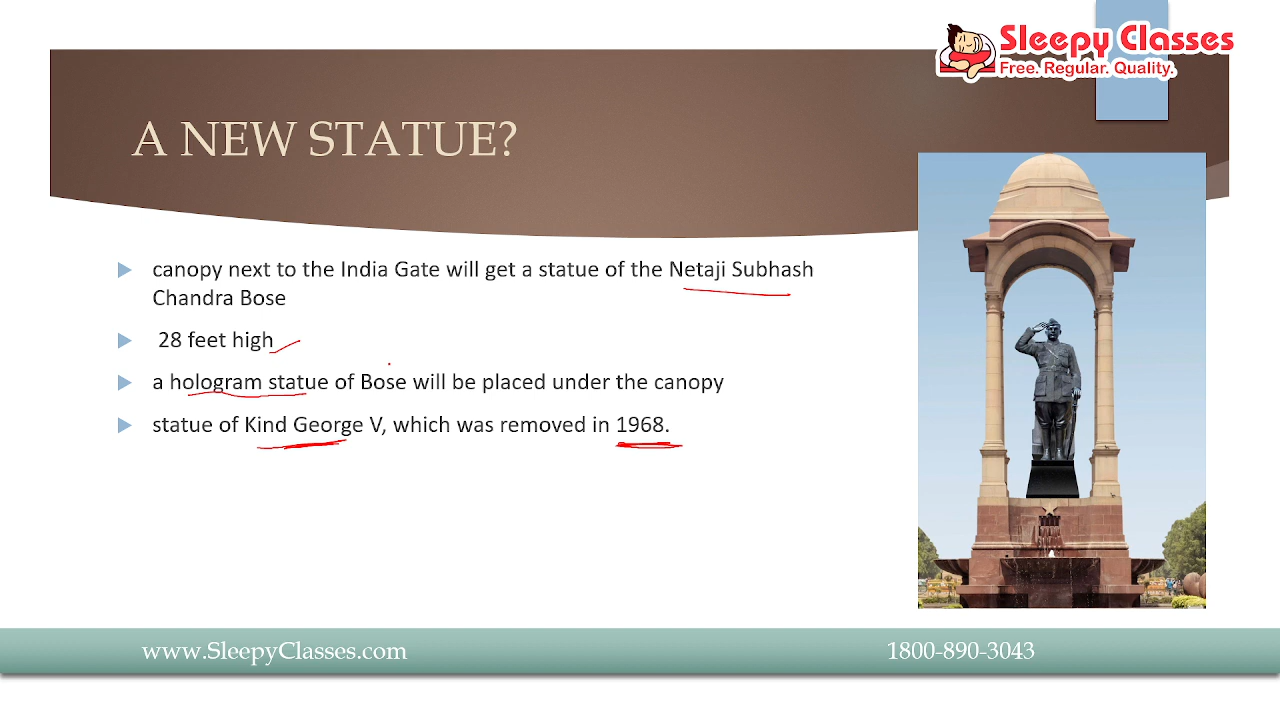 Sleepy Classes
Free. Regular. Quality.
A NEW STATUE?
canopy next to the India Gate will get a statue of the Netaji Subhash
Chandra Bose
28 feet high
a hologram statue of Bose will be placed under the canopy
statue of Kind George V, which was removed in 1968.
www.SleepyClasses.com
1800-890-3043